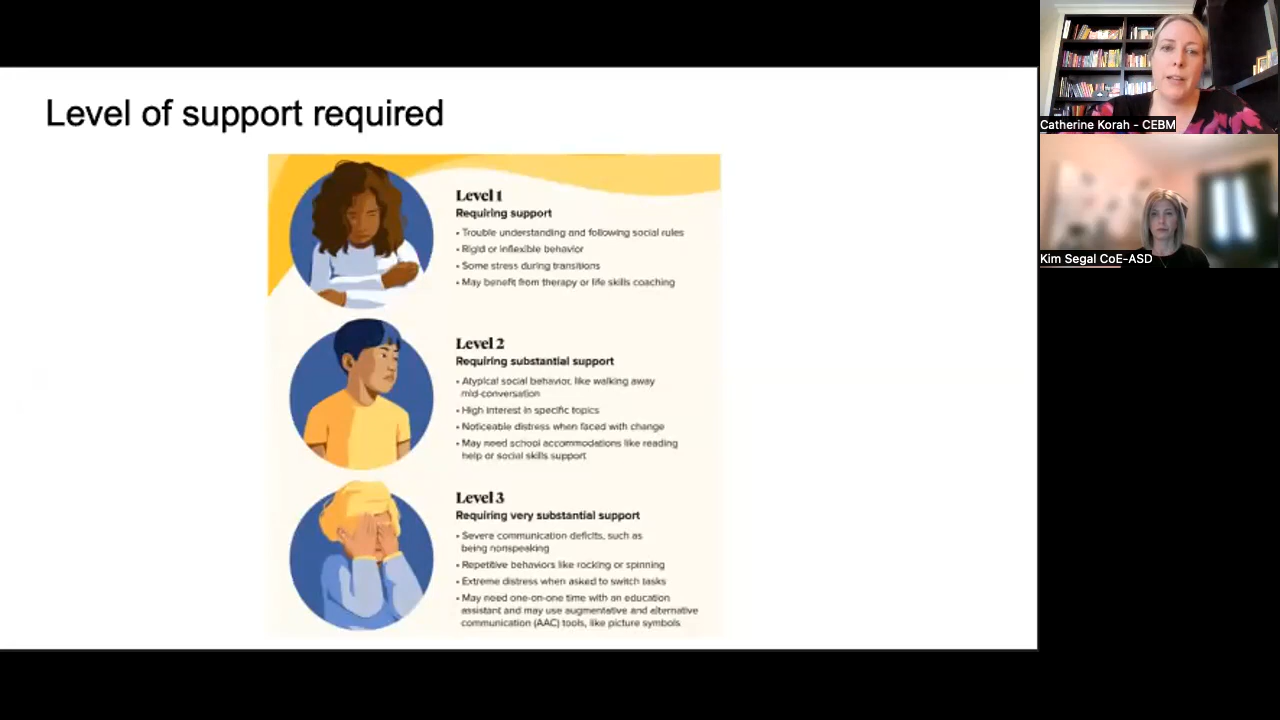 Level of support required
Level 1
Requiring support
• Trouble understanding and following social rules
• Rigid or inflexible behavior
• Some stress during transitions
• May benefit from therapy or life skills coaching
Level 2
Requiring substantial support
• Atypical social behavior, like walking away
mid-conversation
• High interest in specific topics
• Noticeable distress when faced with change
• May need school accommodations like reading
help or social skills support
Level 3
Requiring very substantial support
• Severe communication deficits, such as
being nonspeaking
• Repetitive behaviors like rocking or spinning
• Extreme distress when asked to switch tasks
• May need one-on-one time with an education
assistant and may use augmentative and alternative
communication (AAC) tools, like picture symbols
Catherine Korah - CEBM
Kim Segal CoE-ASD